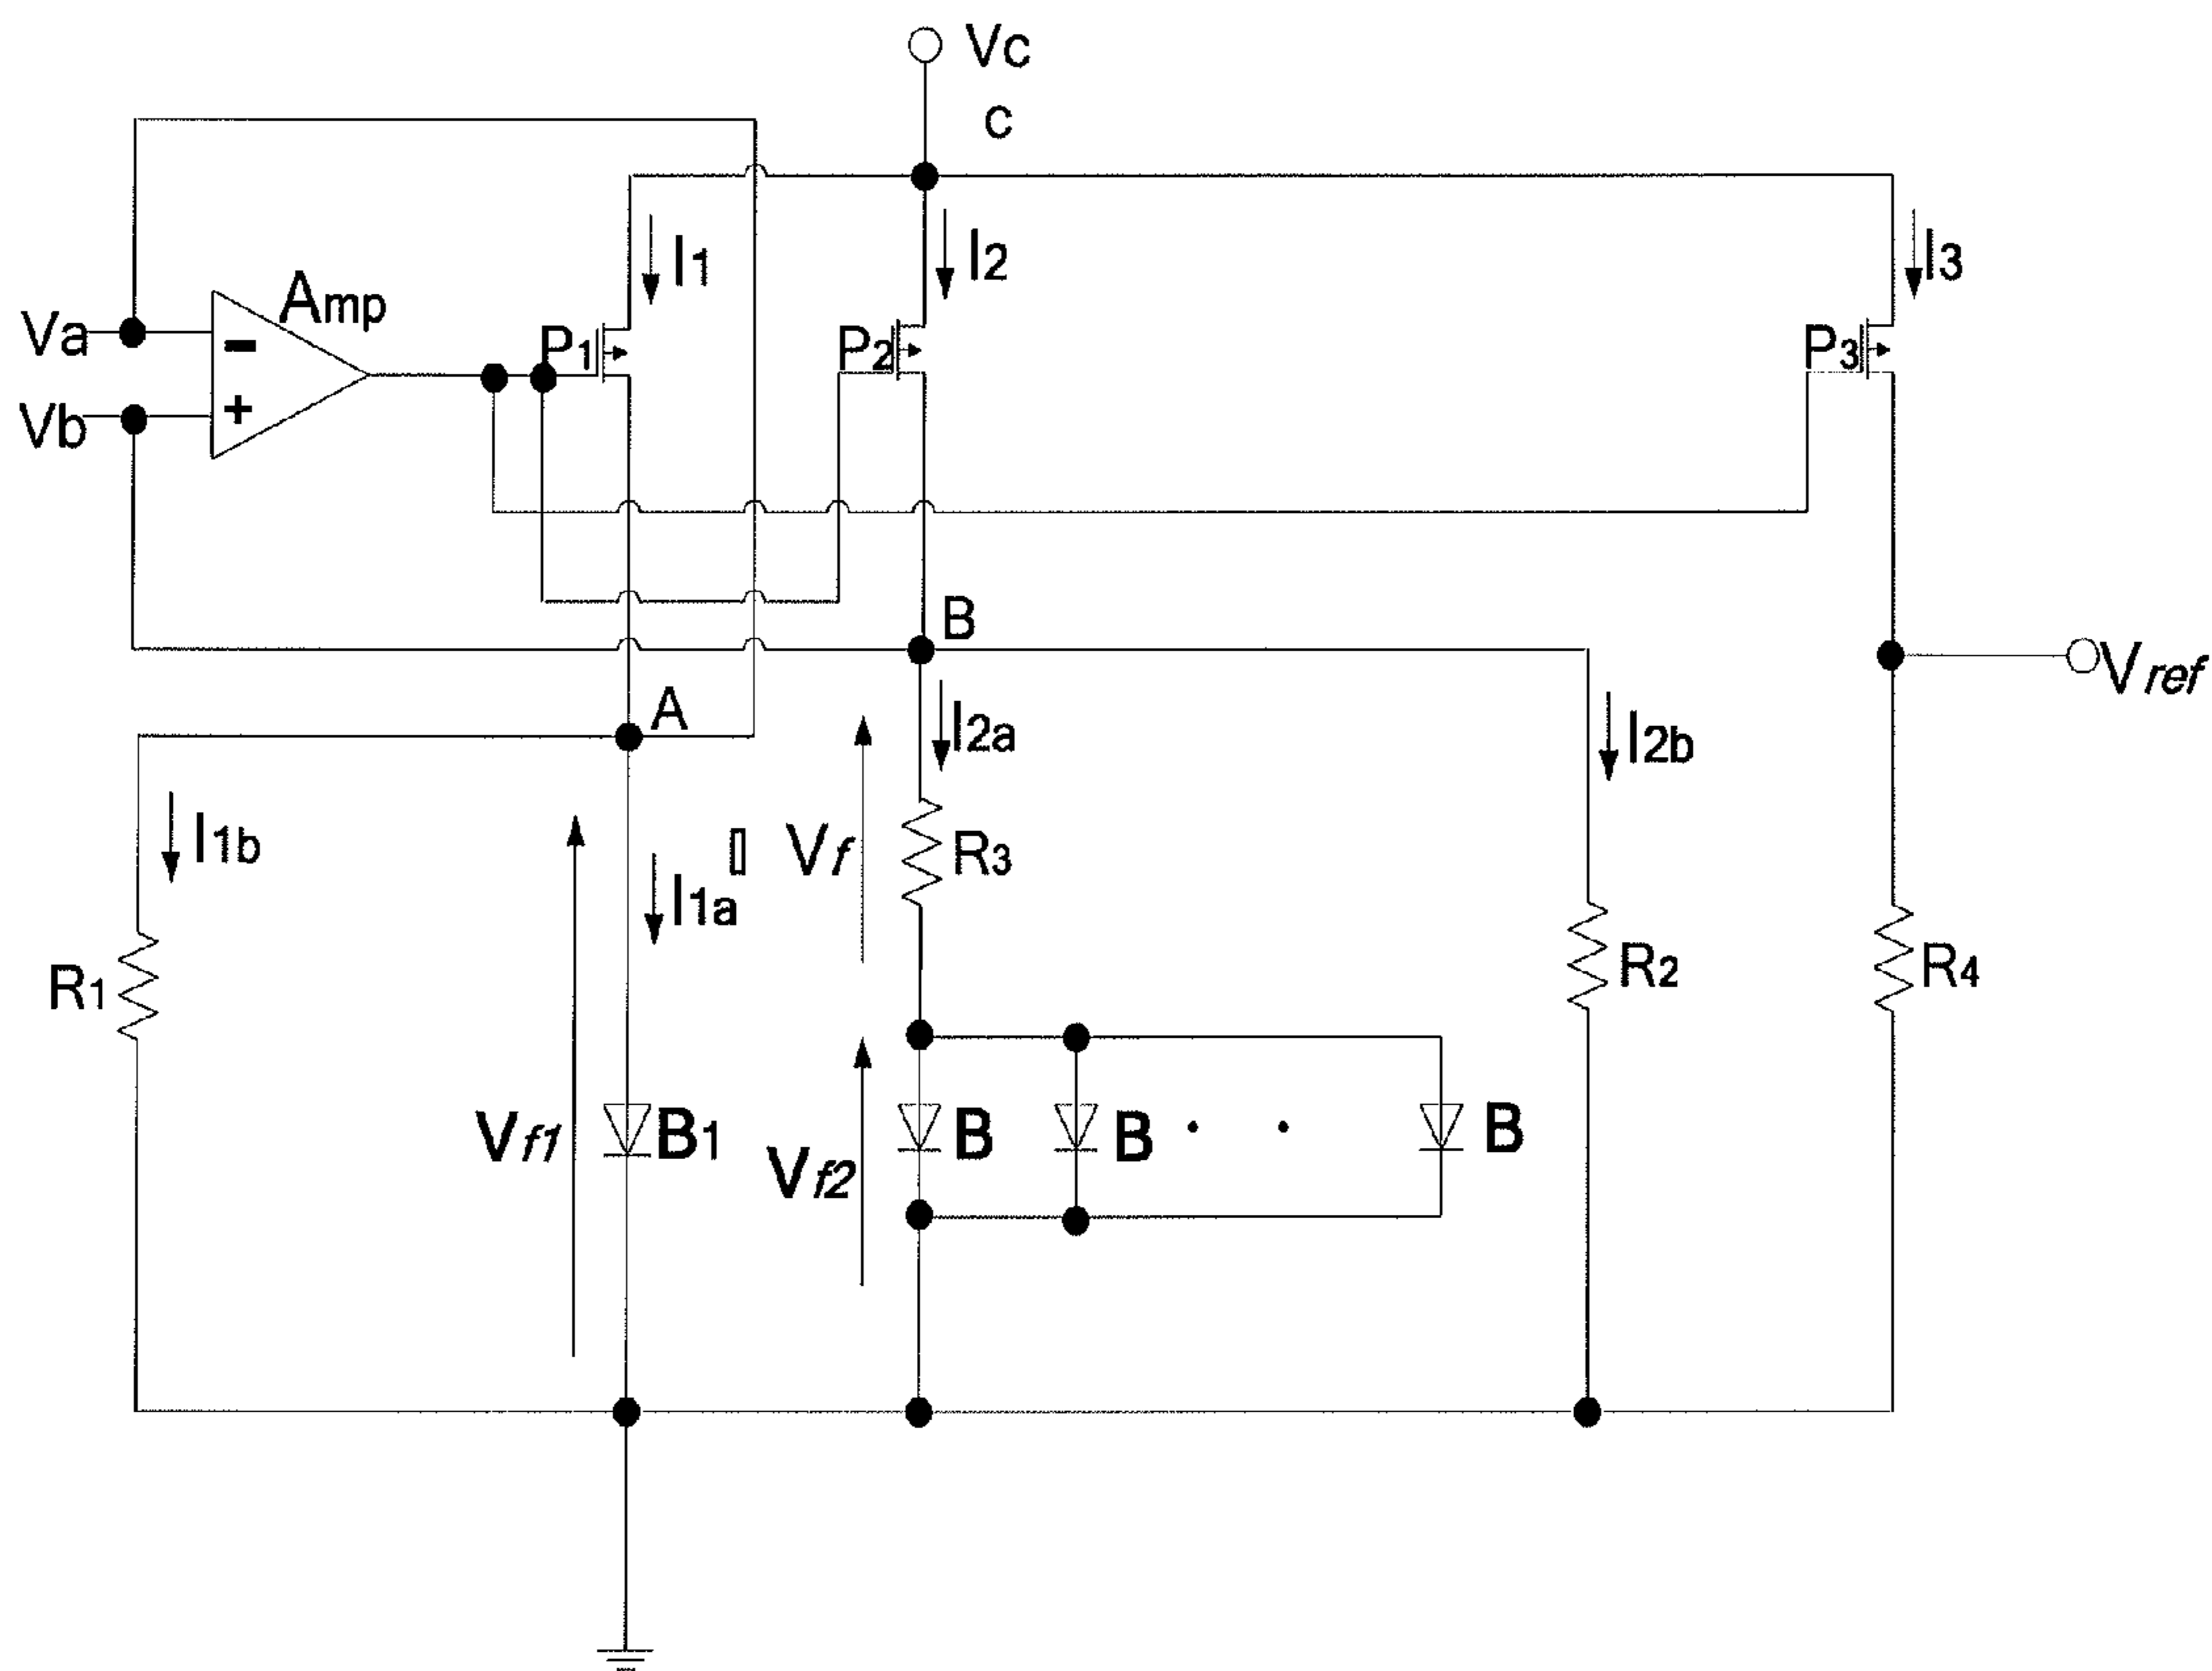 Vc
c
I1
I2
I3
Amp
Va
-
P1
P2
P3
Vb
+
B
A
Vref
I2a
I2b
I1b
▯ Vf
R3
I1a
R1
R2
R4
Vf1
B1
Vf2
B
B
·
·
B